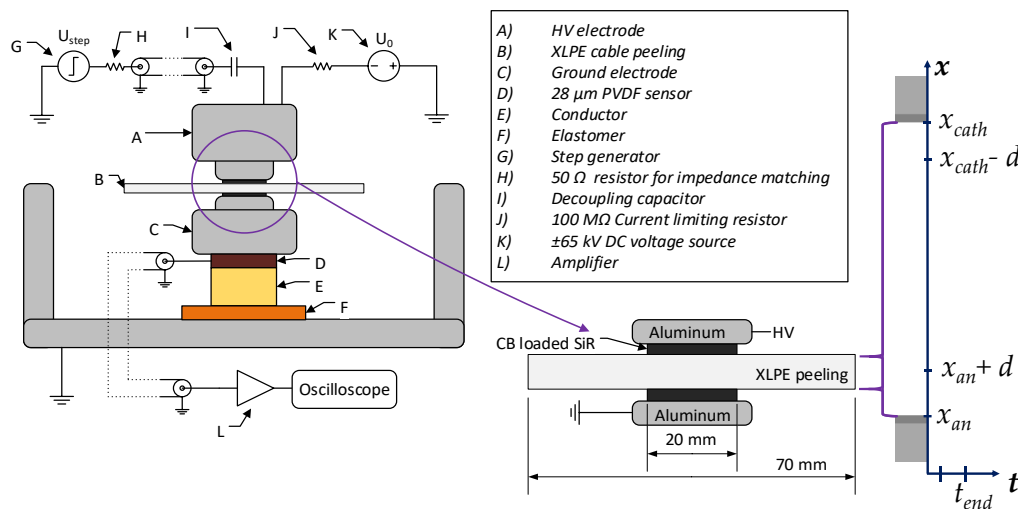 G
U_step
H
I
J
K
U_0
A
B
C
D
E
F
Oscilloscope
L
A) HV electrode
B) XLPE cable peeling
C) Ground electrode
D) 28 µm PVDF sensor
E) Conductor
F) Elastomer
G) Step generator
H) 50 Ω resistor for impedance matching
I) Decoupling capacitor
J) 100 MΩ Current limiting resistor
K) ±65 kV DC voltage source
L) Amplifier
Aluminum
HV
CB loaded SiR
XLPE peeling
Aluminum
20 mm
70 mm
x
x_cath
x_cath - d
x_an + d
x_an
t_end
t